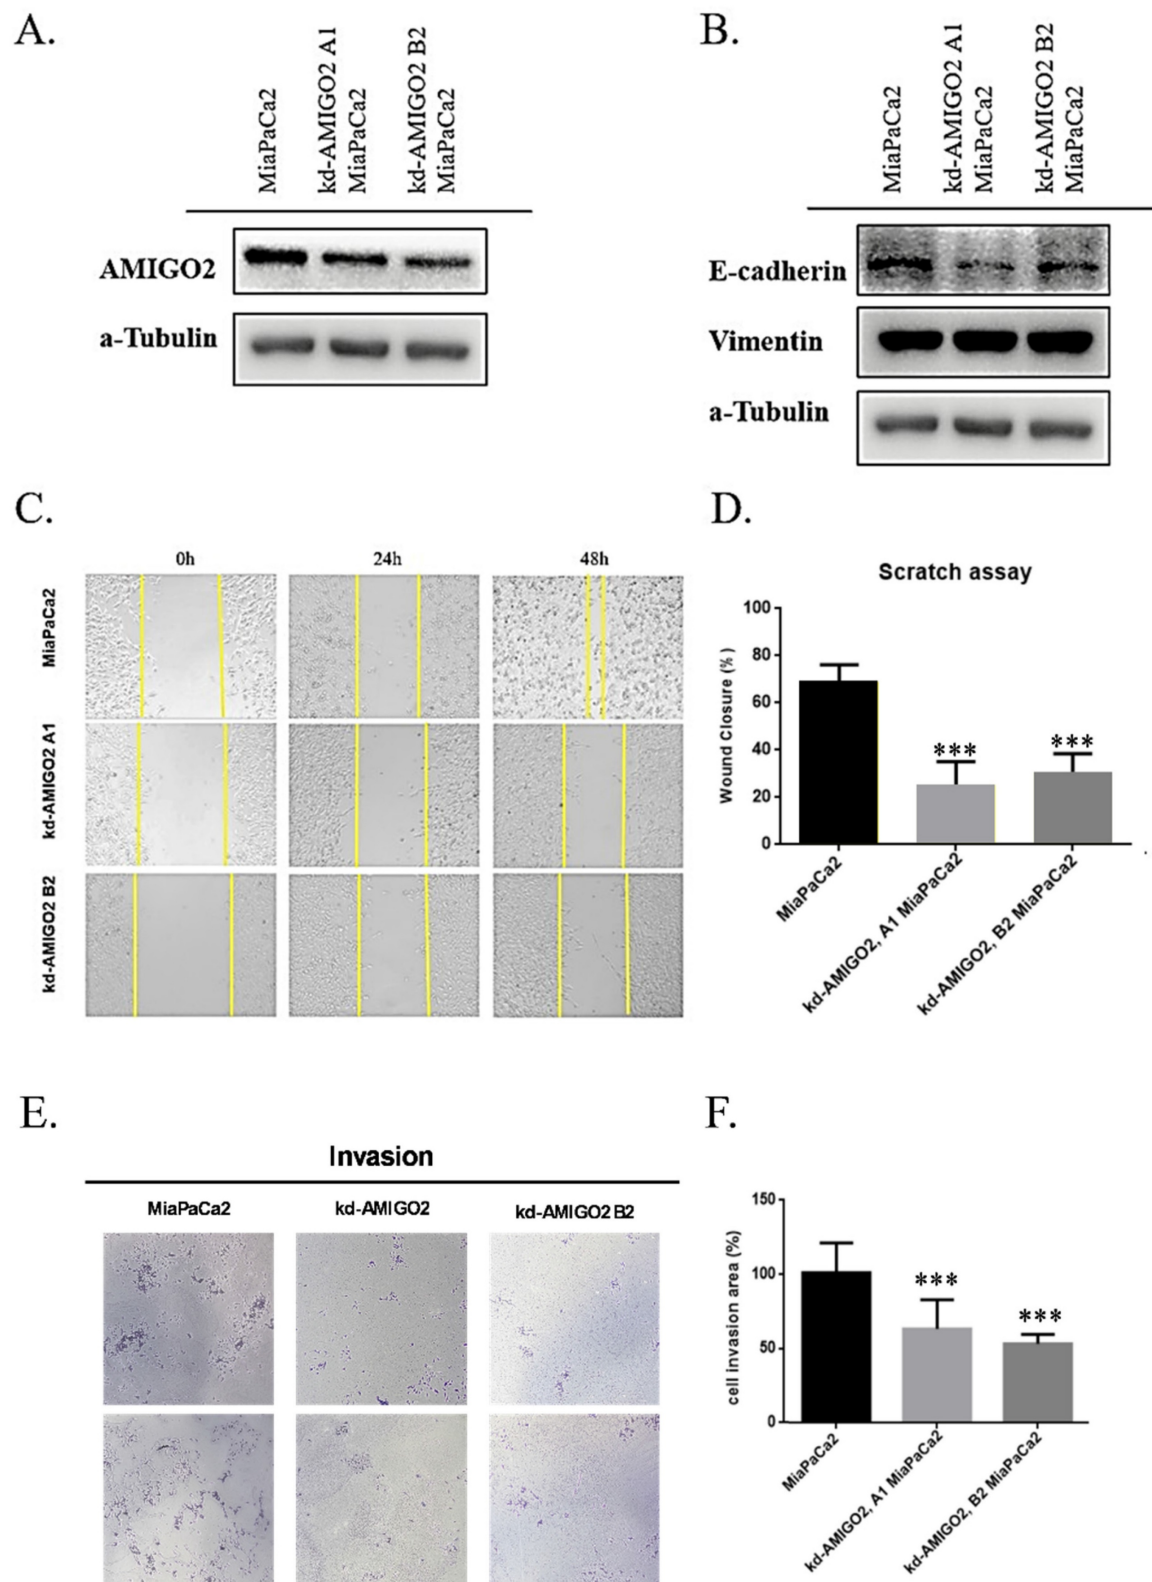 A.
MiaPaCa2
kd-AMIGO2 A1
MiaPaCa2
kd-AMIGO2 B2
MiaPaCa2
AMIGO2
a-Tubulin
B.
MiaPaCa2
kd-AMIGO2 A1
MiaPaCa2
kd-AMIGO2 B2
MiaPaCa2
E-cadherin
Vimentin
a-Tubulin
C.
0h
24h
48h
MiaPaCa2
kd-AMIGO2 A1
kd-AMIGO2 B2
D.
Scratch assay
Wound Closure (%)
100
80
60
40
20
0
***
***
MiaPaCa2
kd-AMIGO2, A1 MiaPaCa2
kd-AMIGO2, B2 MiaPaCa2
E.
Invasion
MiaPaCa2
kd-AMIGO2
kd-AMIGO2 B2
F.
cell invasion area (%)
150
100
50
0
***
***
MiaPaCa2
kd-AMIGO2, A1 MiaPaCa2
kd-AMIGO2, B2 MiaPaCa2